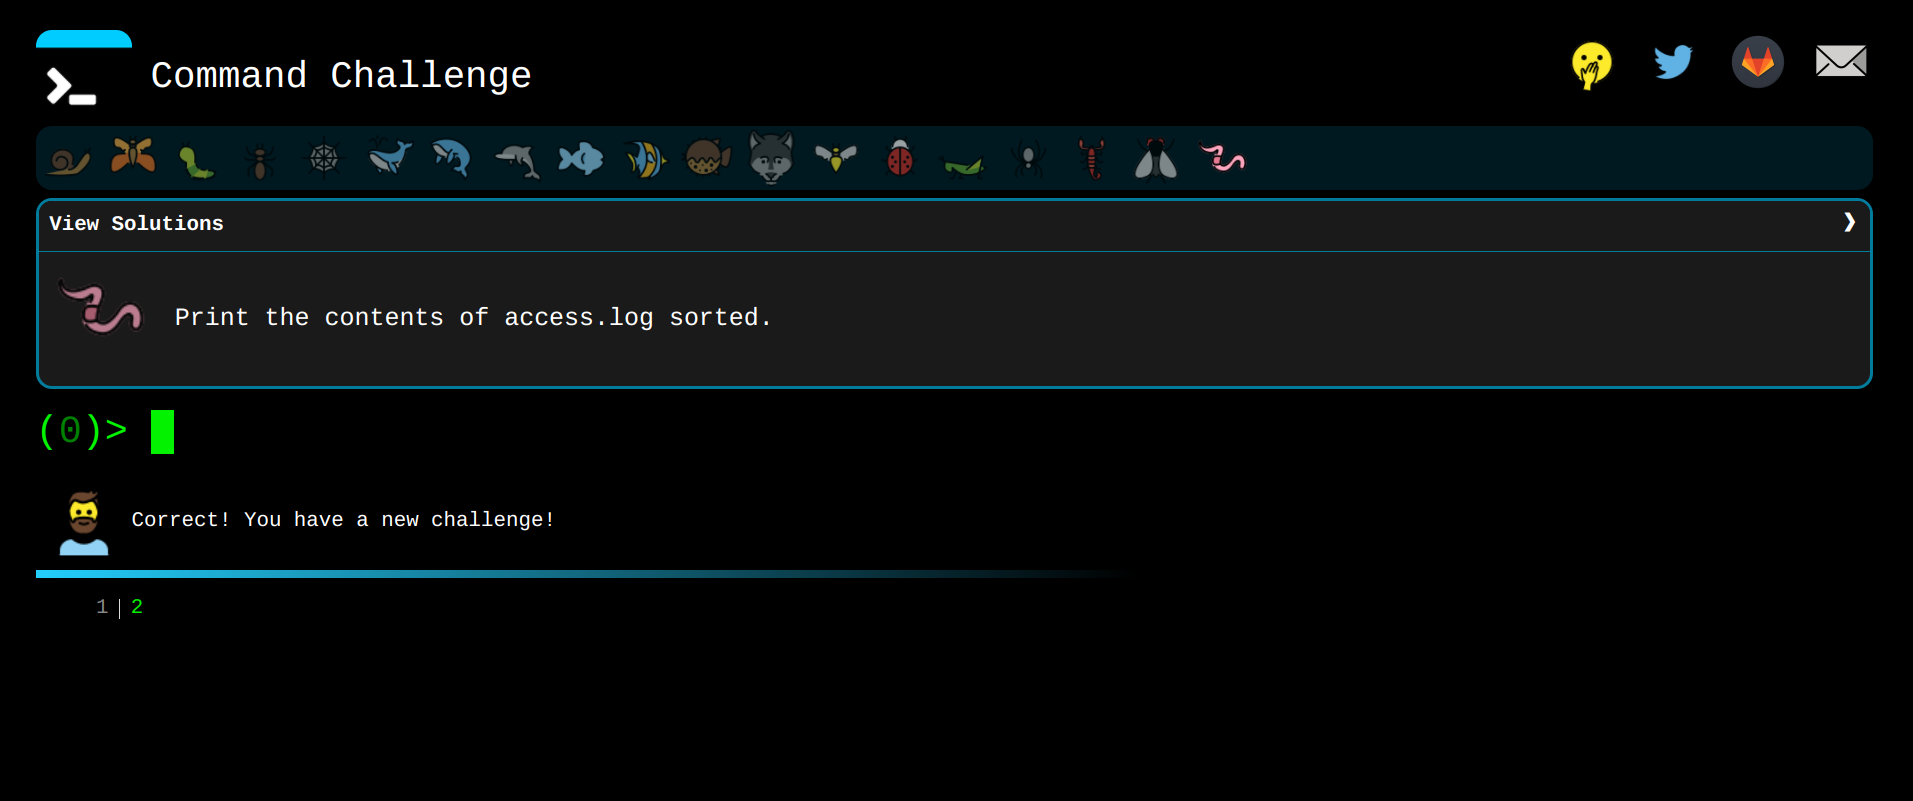 Command Challenge
View Solutions
Print the contents of access.log sorted.
(0)>
Correct! You have a new challenge!
1 | 2